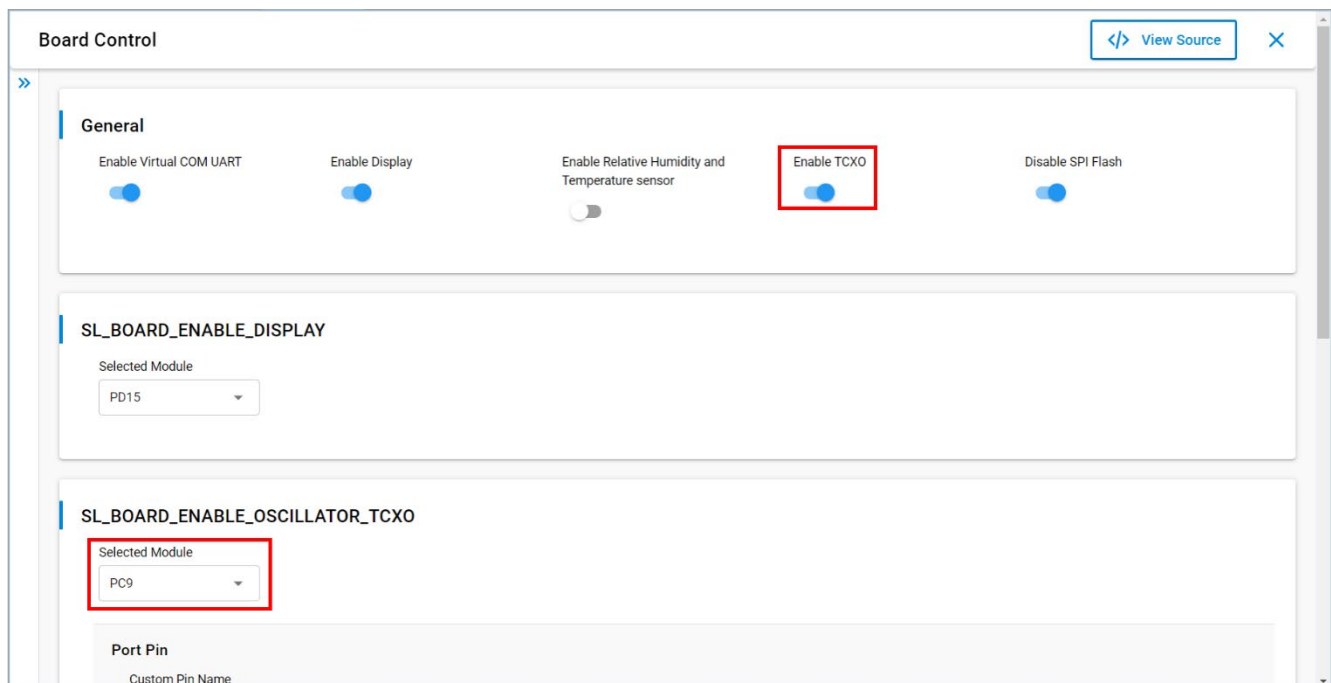 Board Control
</> View Source
General
Enable Virtual COM UART
Enable Display
Enable Relative Humidity and
Temperature sensor
Enable TCXO
Disable SPI Flash
SL_BOARD_ENABLE_DISPLAY
Selected Module
PD15
SL_BOARD_ENABLE_OSCILLATOR_TCXO
Selected Module
PC9
Port Pin
Custom Pin Name